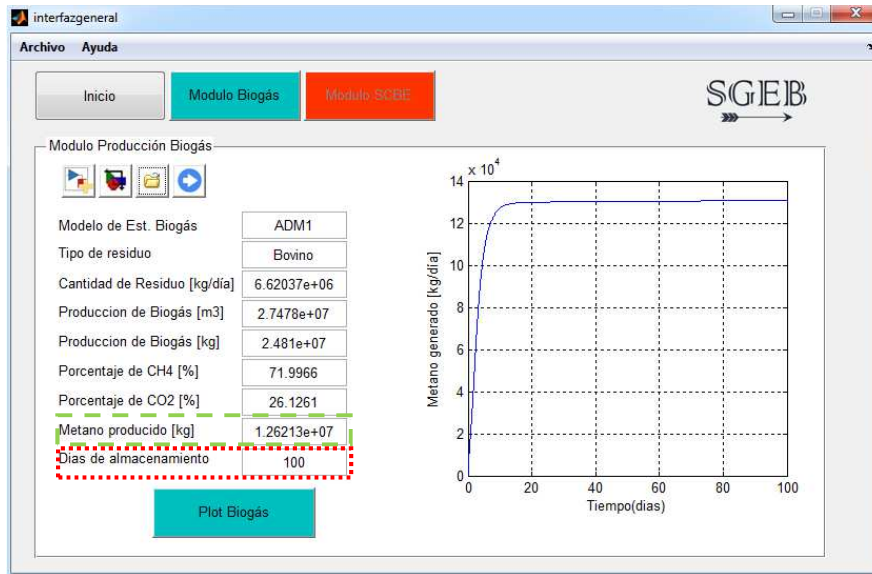 interfazgeneral
Archivo Ayuda
Inicio
Modulo Biogás
Modulo SCBE
SGEB
Modulo Producción Biogás
Modelo de Est. Biogás ADM1
Tipo de residuo Bovino
Cantidad de Residuo [kg/día] 6.62037e+06
Produccion de Biogás [m3] 2.7478e+07
Produccion de Biogás [kg] 2.481e+07
Porcentaje de CH4 [%] 71.9966
Porcentaje de CO2 [%] 26.1261
Metano producido [kg] 1.26213e+07
Dias de almacenamiento 100
Plot Biogás
x 10^4
14
12
10
8
6
4
2
0
Metano generado [kg/dia]
0 20 40 60 80 100
Tiempo(dias)